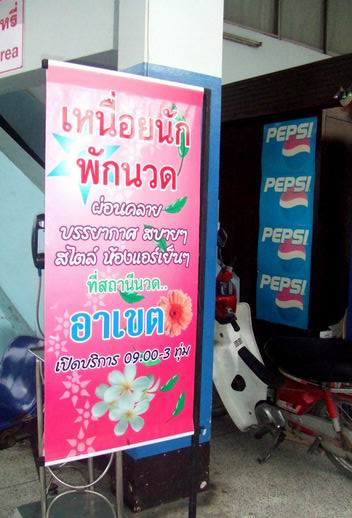 ฑรี่
rea
เหนื่อยนัก
พักนวด
ผ่อนคลาย
บรรยากาศ สบายๆ
สไตล์ ห้องแอร์เย็นๆ
ที่สถานีนวด..
อาเขต
เปิดบริการ 09.00-3 ทุ่ม
PEPSI
PEPSI
PEPSI
PEPSI